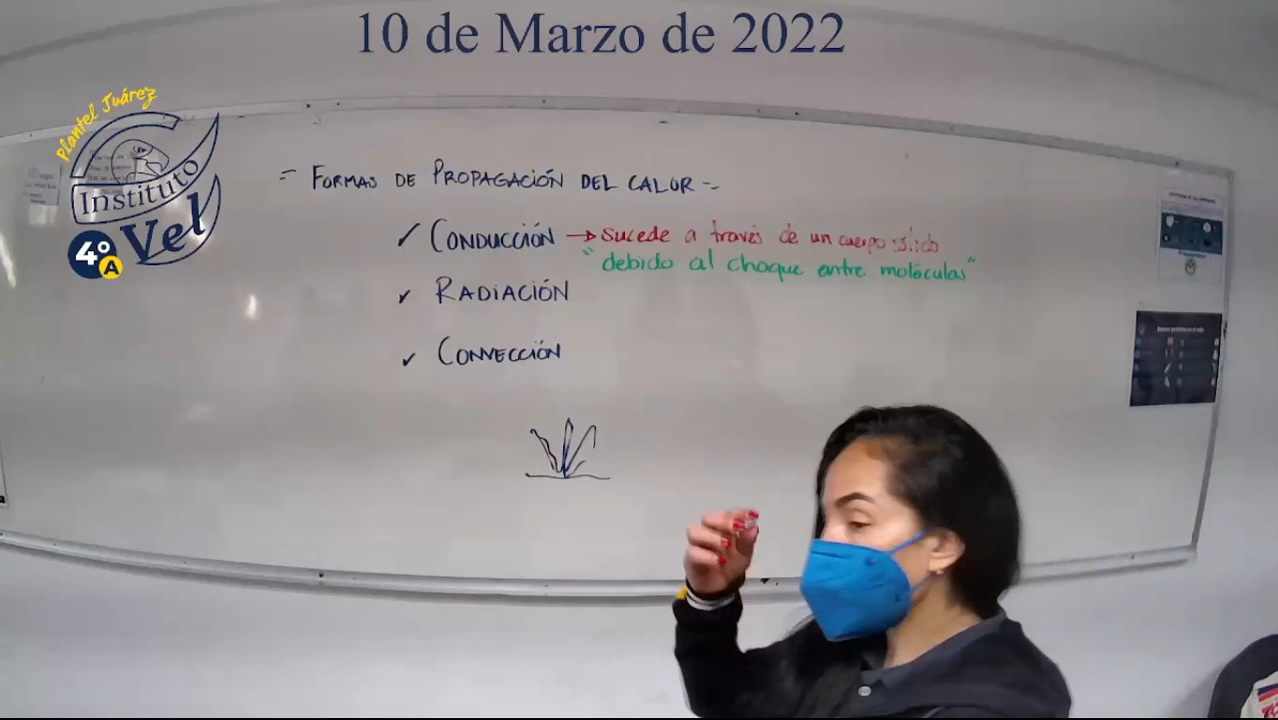 10 de Marzo de 2022
Plantel Juárez
Instituto
Vel
4º
A
= FORMAS DE PROPAGACIÓN DEL CALOR =
✓ CONDUCCIÓN → sucede a través de un cuerpo sólido
"debido al choque entre moléculas"
✓ RADIACIÓN
✓ CONVECCIÓN